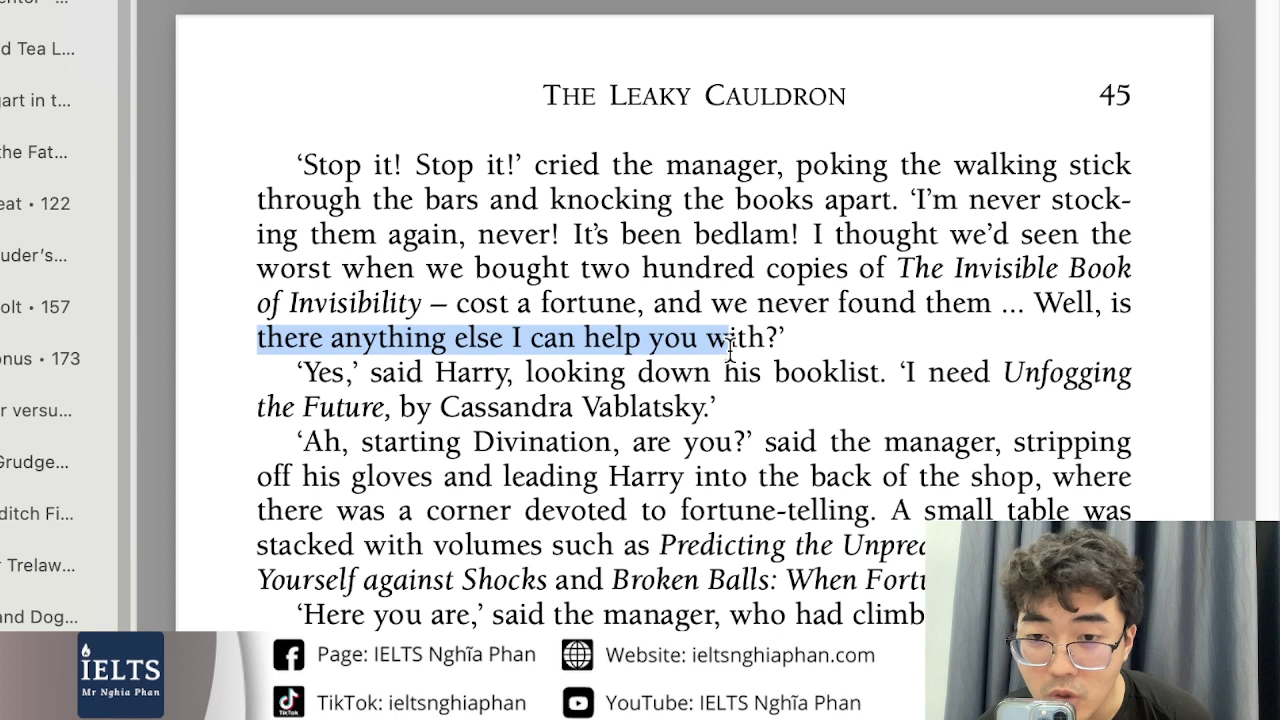 d Tea L...
THE LEAKY CAULDRON 45
art in t...
the Fat...
eat • 122
uder’s...
olt • 157
onus • 173
r versu...
Grudge...
ditch Fi...
r Trelaw...
and Dog...
‘Stop it! Stop it!’ cried the manager, poking the walking stick
through the bars and knocking the books apart. ‘I’m never stock-
ing them again, never! It’s been bedlam! I thought we’d seen the
worst when we bought two hundred copies of The Invisible Book
of Invisibility – cost a fortune, and we never found them ... Well, is
there anything else I can help you with?’
‘Yes,’ said Harry, looking down his booklist. ‘I need Unfogging
the Future, by Cassandra Vablatsky.’
‘Ah, starting Divination, are you?’ said the manager, stripping
off his gloves and leading Harry into the back of the shop, where
there was a corner devoted to fortune-telling. A small table was
stacked with volumes such as Predicting the
Yourself against Shocks and Broken Balls: When
‘Here you are,’ said the manager, who had
IELTS
Mr Nghia Phan
Page: IELTS Nghĩa Phan
Website: ieltsnghiaphan.com
TikTok
TikTok: ieltsnghiaphan
YouTube: IELTS Nghĩa Phan